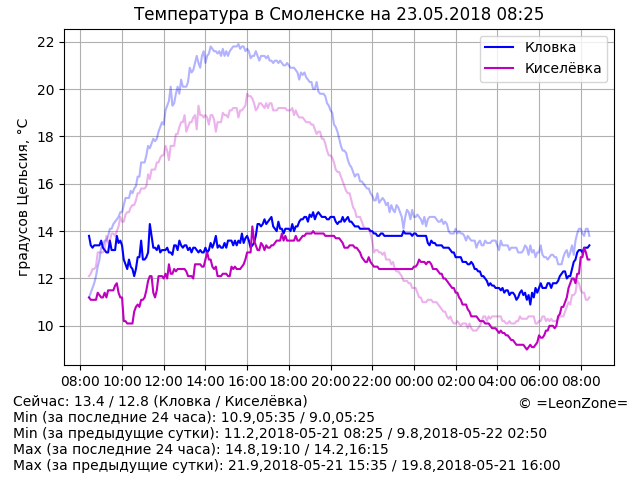 Температура в Смоленске на 23.05.2018 08:25
градусов Цельсия, °C
22
20
18
16
14
12
10
Кловка
Киселёвка
08:00 10:00 12:00 14:00 16:00 18:00 20:00 22:00 00:00 02:00 04:00 06:00 08:00
Сейчас: 13.4 / 12.8 (Кловка / Киселёвка)
© =LeonZone=
Min (за последние 24 часа): 10.9,05:35 / 9.0,05:25
Min (за предыдущие сутки): 11.2,2018-05-21 08:25 / 9.8,2018-05-22 02:50
Max (за последние 24 часа): 14.8,19:10 / 14.2,16:15
Max (за предыдущие сутки): 21.9,2018-05-21 15:35 / 19.8,2018-05-21 16:00